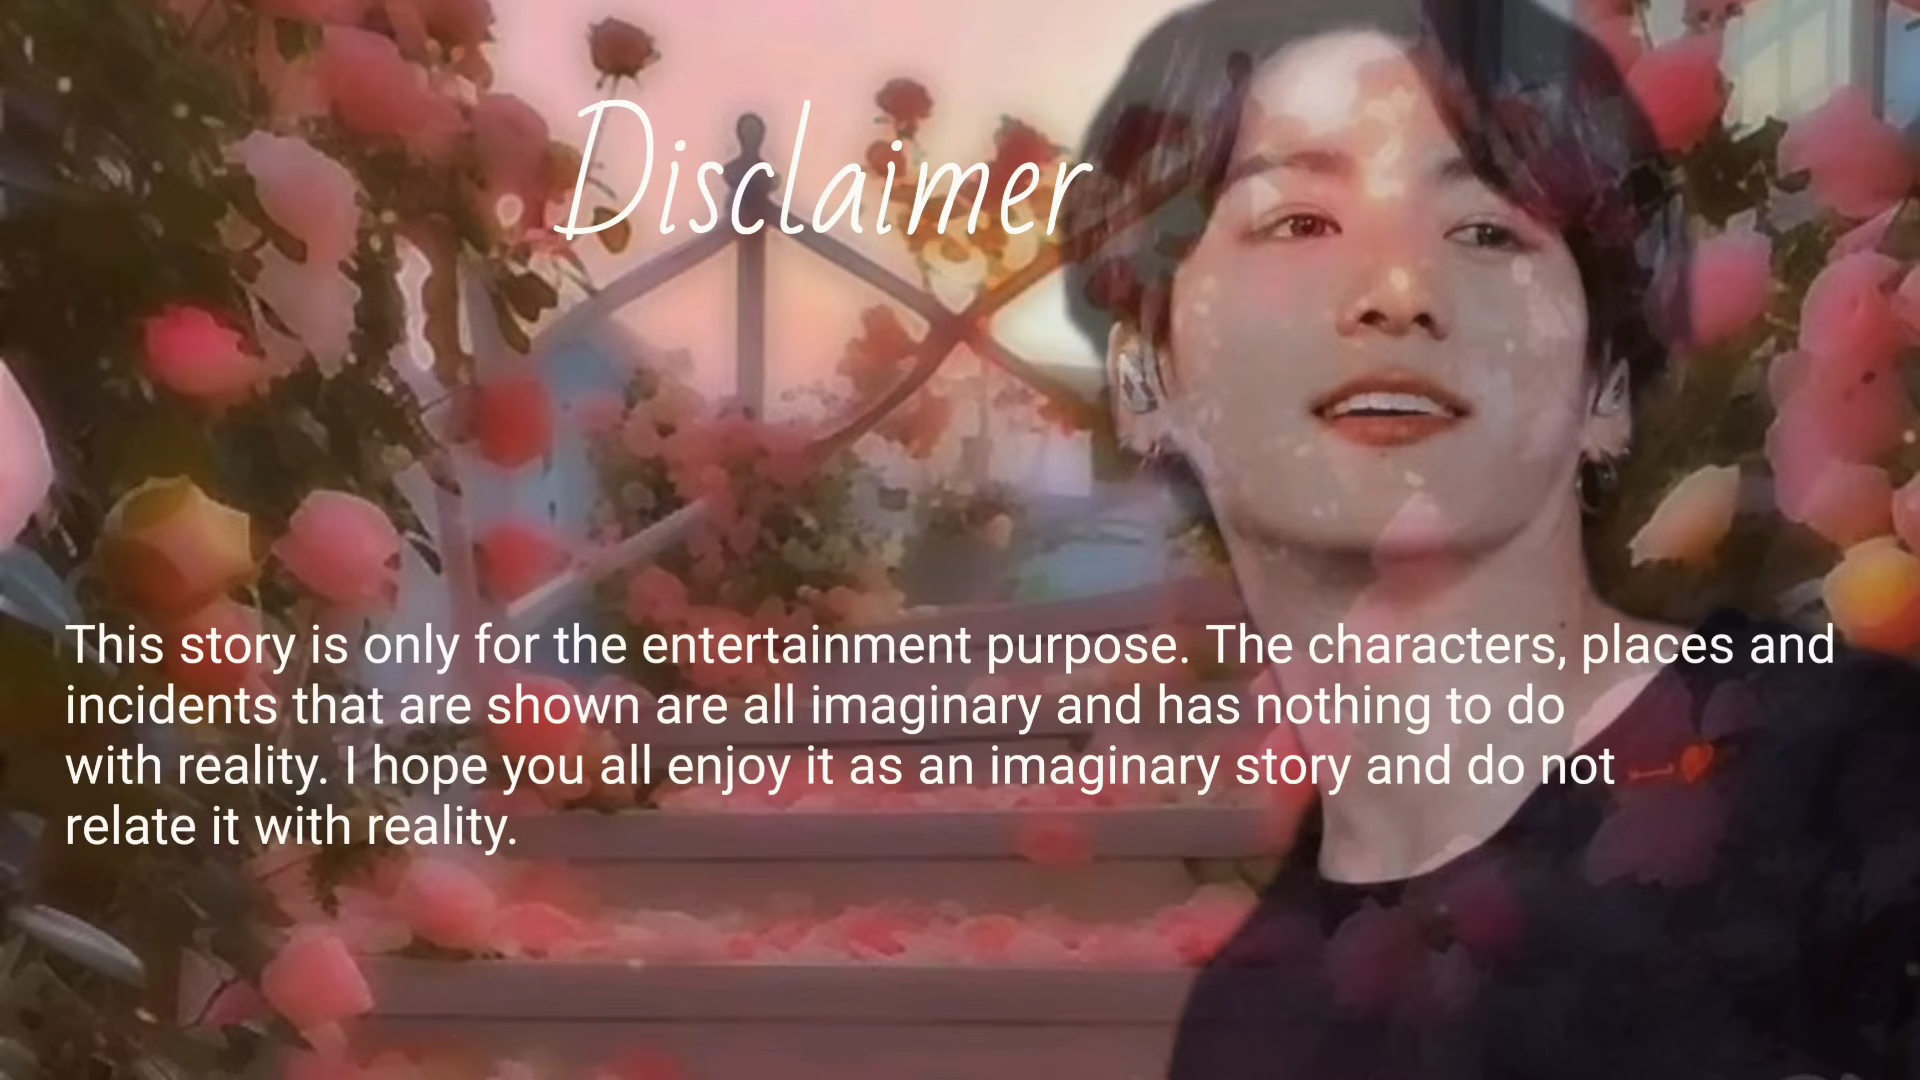 Disclaimer
This story is only for the entertainment purpose. The characters, places and
incidents that are shown are all imaginary and has nothing to do
with reality. I hope you all enjoy it as an imaginary story and do not
relate it with reality.